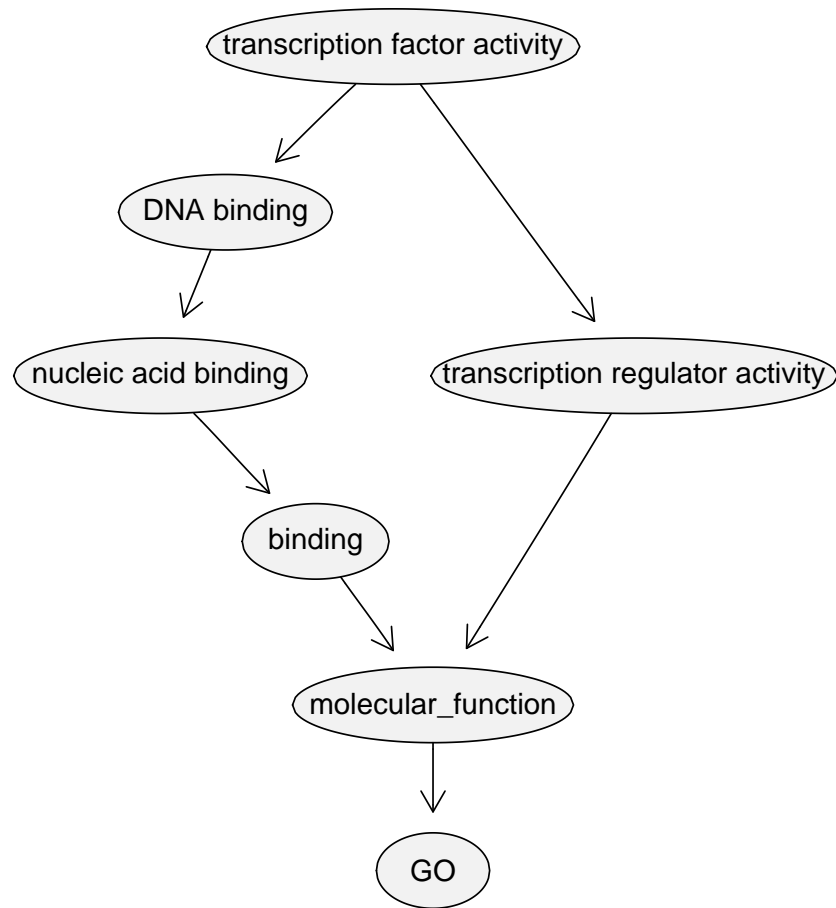 transcription factor activity
DNA binding
nucleic acid binding
transcription regulator activity
binding
molecular_function
GO